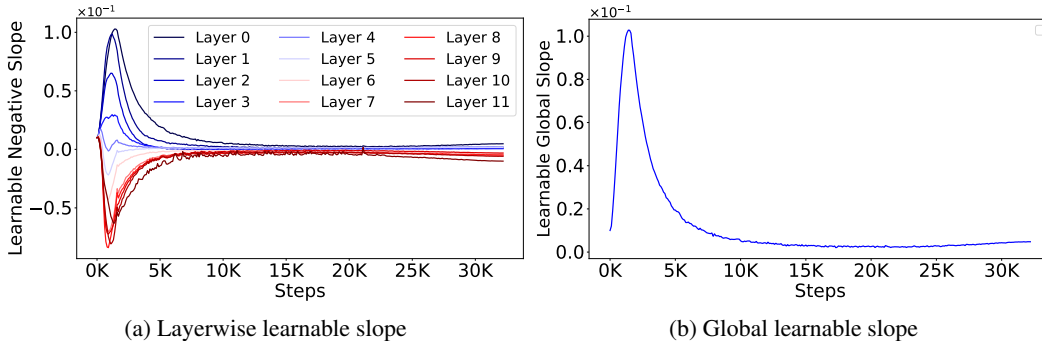 ×10⁻¹
1.0
0.5
0.0
−0.5
Learnable Negative Slope
Layer 0 Layer 4 Layer 8
Layer 1 Layer 5 Layer 9
Layer 2 Layer 6 Layer 10
Layer 3 Layer 7 Layer 11
0K 5K 10K 15K 20K 25K 30K
Steps
(a) Layerwise learnable slope
×10⁻¹
1.0
0.8
0.6
0.4
0.2
0.0
Learnable Global Slope
0K 5K 10K 15K 20K 25K 30K
Steps
(b) Global learnable slope